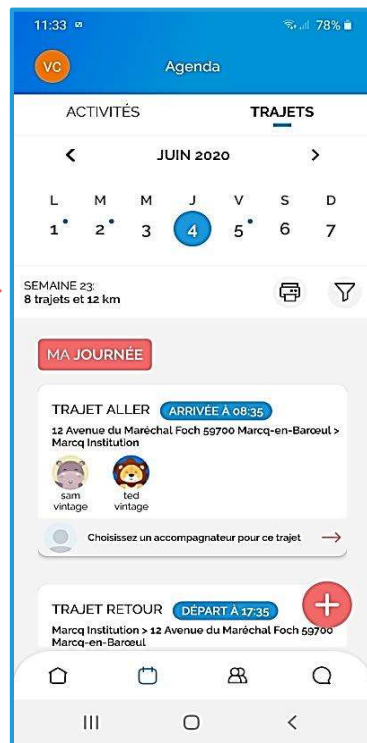 11:33 78%
VC Agenda
ACTIVITÉS TRAJETS
< JUIN 2020 >
L M M J V S D
1 2 3 4 5 6 7
SEMAINE 23:
8 trajets et 12 km
MA JOURNÉE
TRAJET ALLER ARRIVÉE À 08:35
12 Avenue du Maréchal Foch 59700 Marcq-en-Barœul >
Marcq Institution
sam ted
vintage vintage
Choisissez un accompagnateur pour ce trajet →
TRAJET RETOUR DÉPART À 17:35
Marcq Institution > 12 Avenue du Maréchal Foch 59700
Marcq-en-Barœul